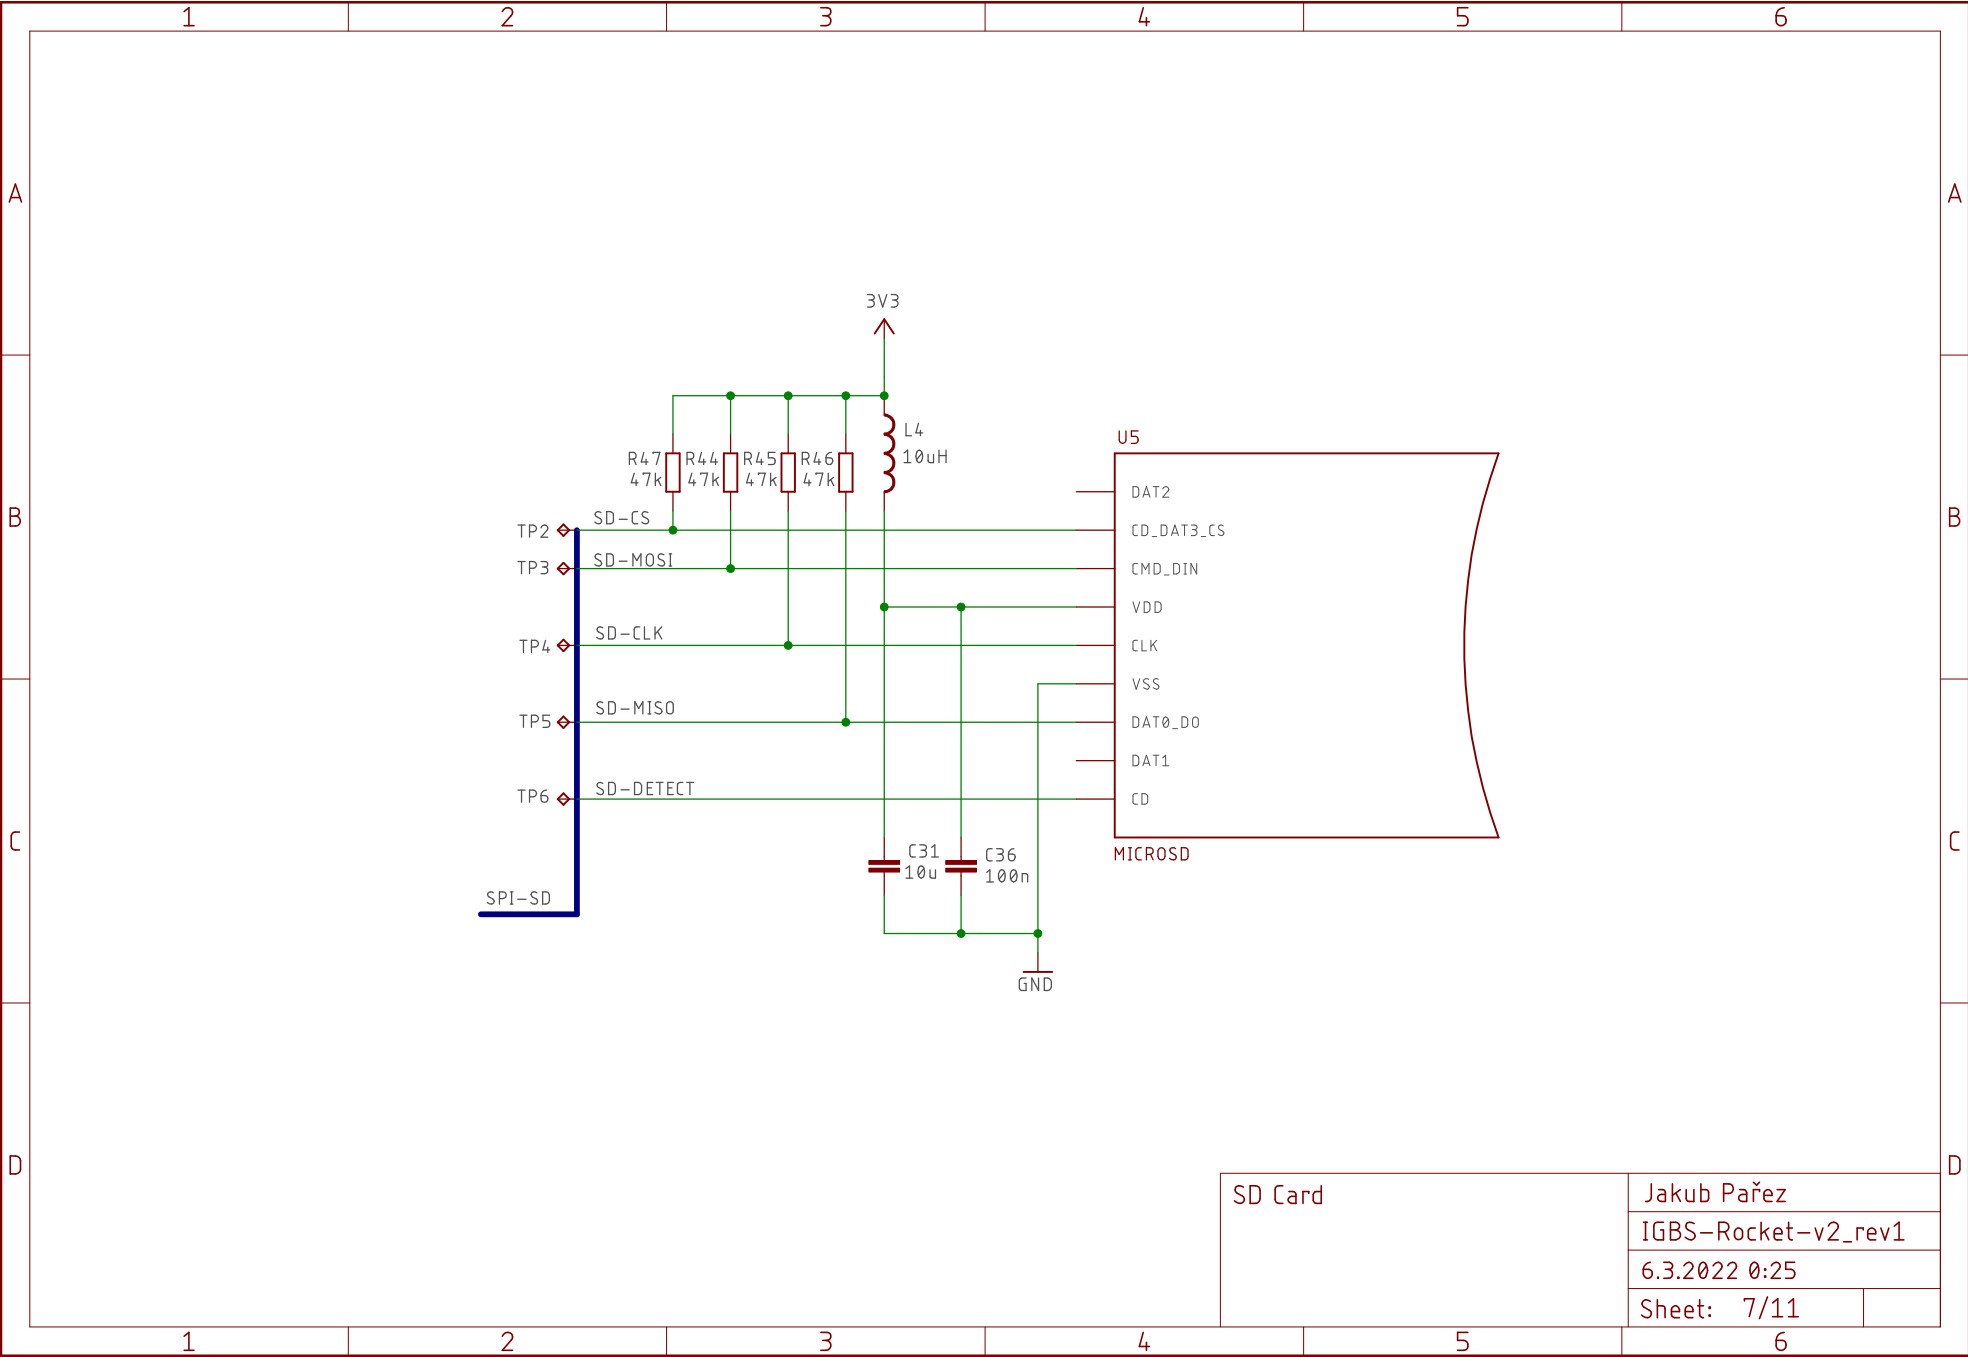 1 2 3 4 5 6
A A
3V3
B B
L4
10uH
R47 R44 R45 R46
47k 47k 47k 47k
U5
DAT2
TP2 SD-CS CD_DAT3_CS
TP3 SD-MOSI CMD_DIN
VDD
TP4 SD-CLK CLK
VSS
TP5 SD-MISO DAT0_DO
DAT1
TP6 SD-DETECT CD
MICROSD
C C
C31
10u
C36
100n
SPI-SD
GND
D D
SD Card
Jakub Pařez
IGBS-Rocket-v2_rev1
6.3.2022 0:25
Sheet: 7/11
1 2 3 4 5 6